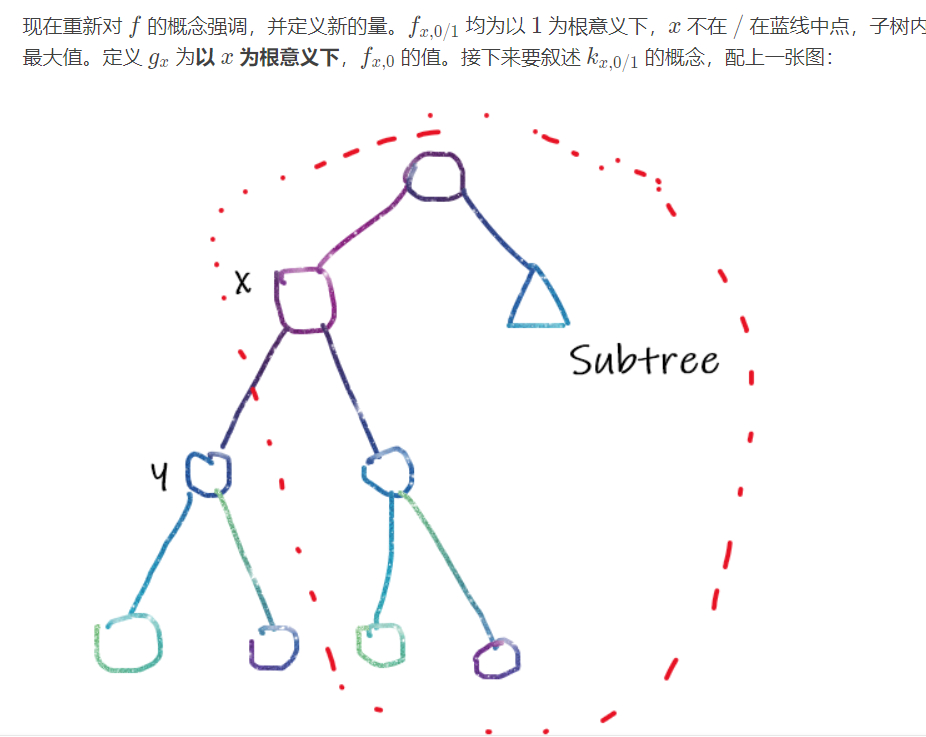 现在重新对 f 的概念强调，并定义新的量。f_{x,0/1} 均为以 1 为根意义下，x 不在 / 在蓝线中点，子树内
最大值。定义 g_x 为以 x 为根意义下，f_{x,0} 的值。接下来要叙述 k_{x,0/1} 的概念，配上一张图：
X
Subtree
y